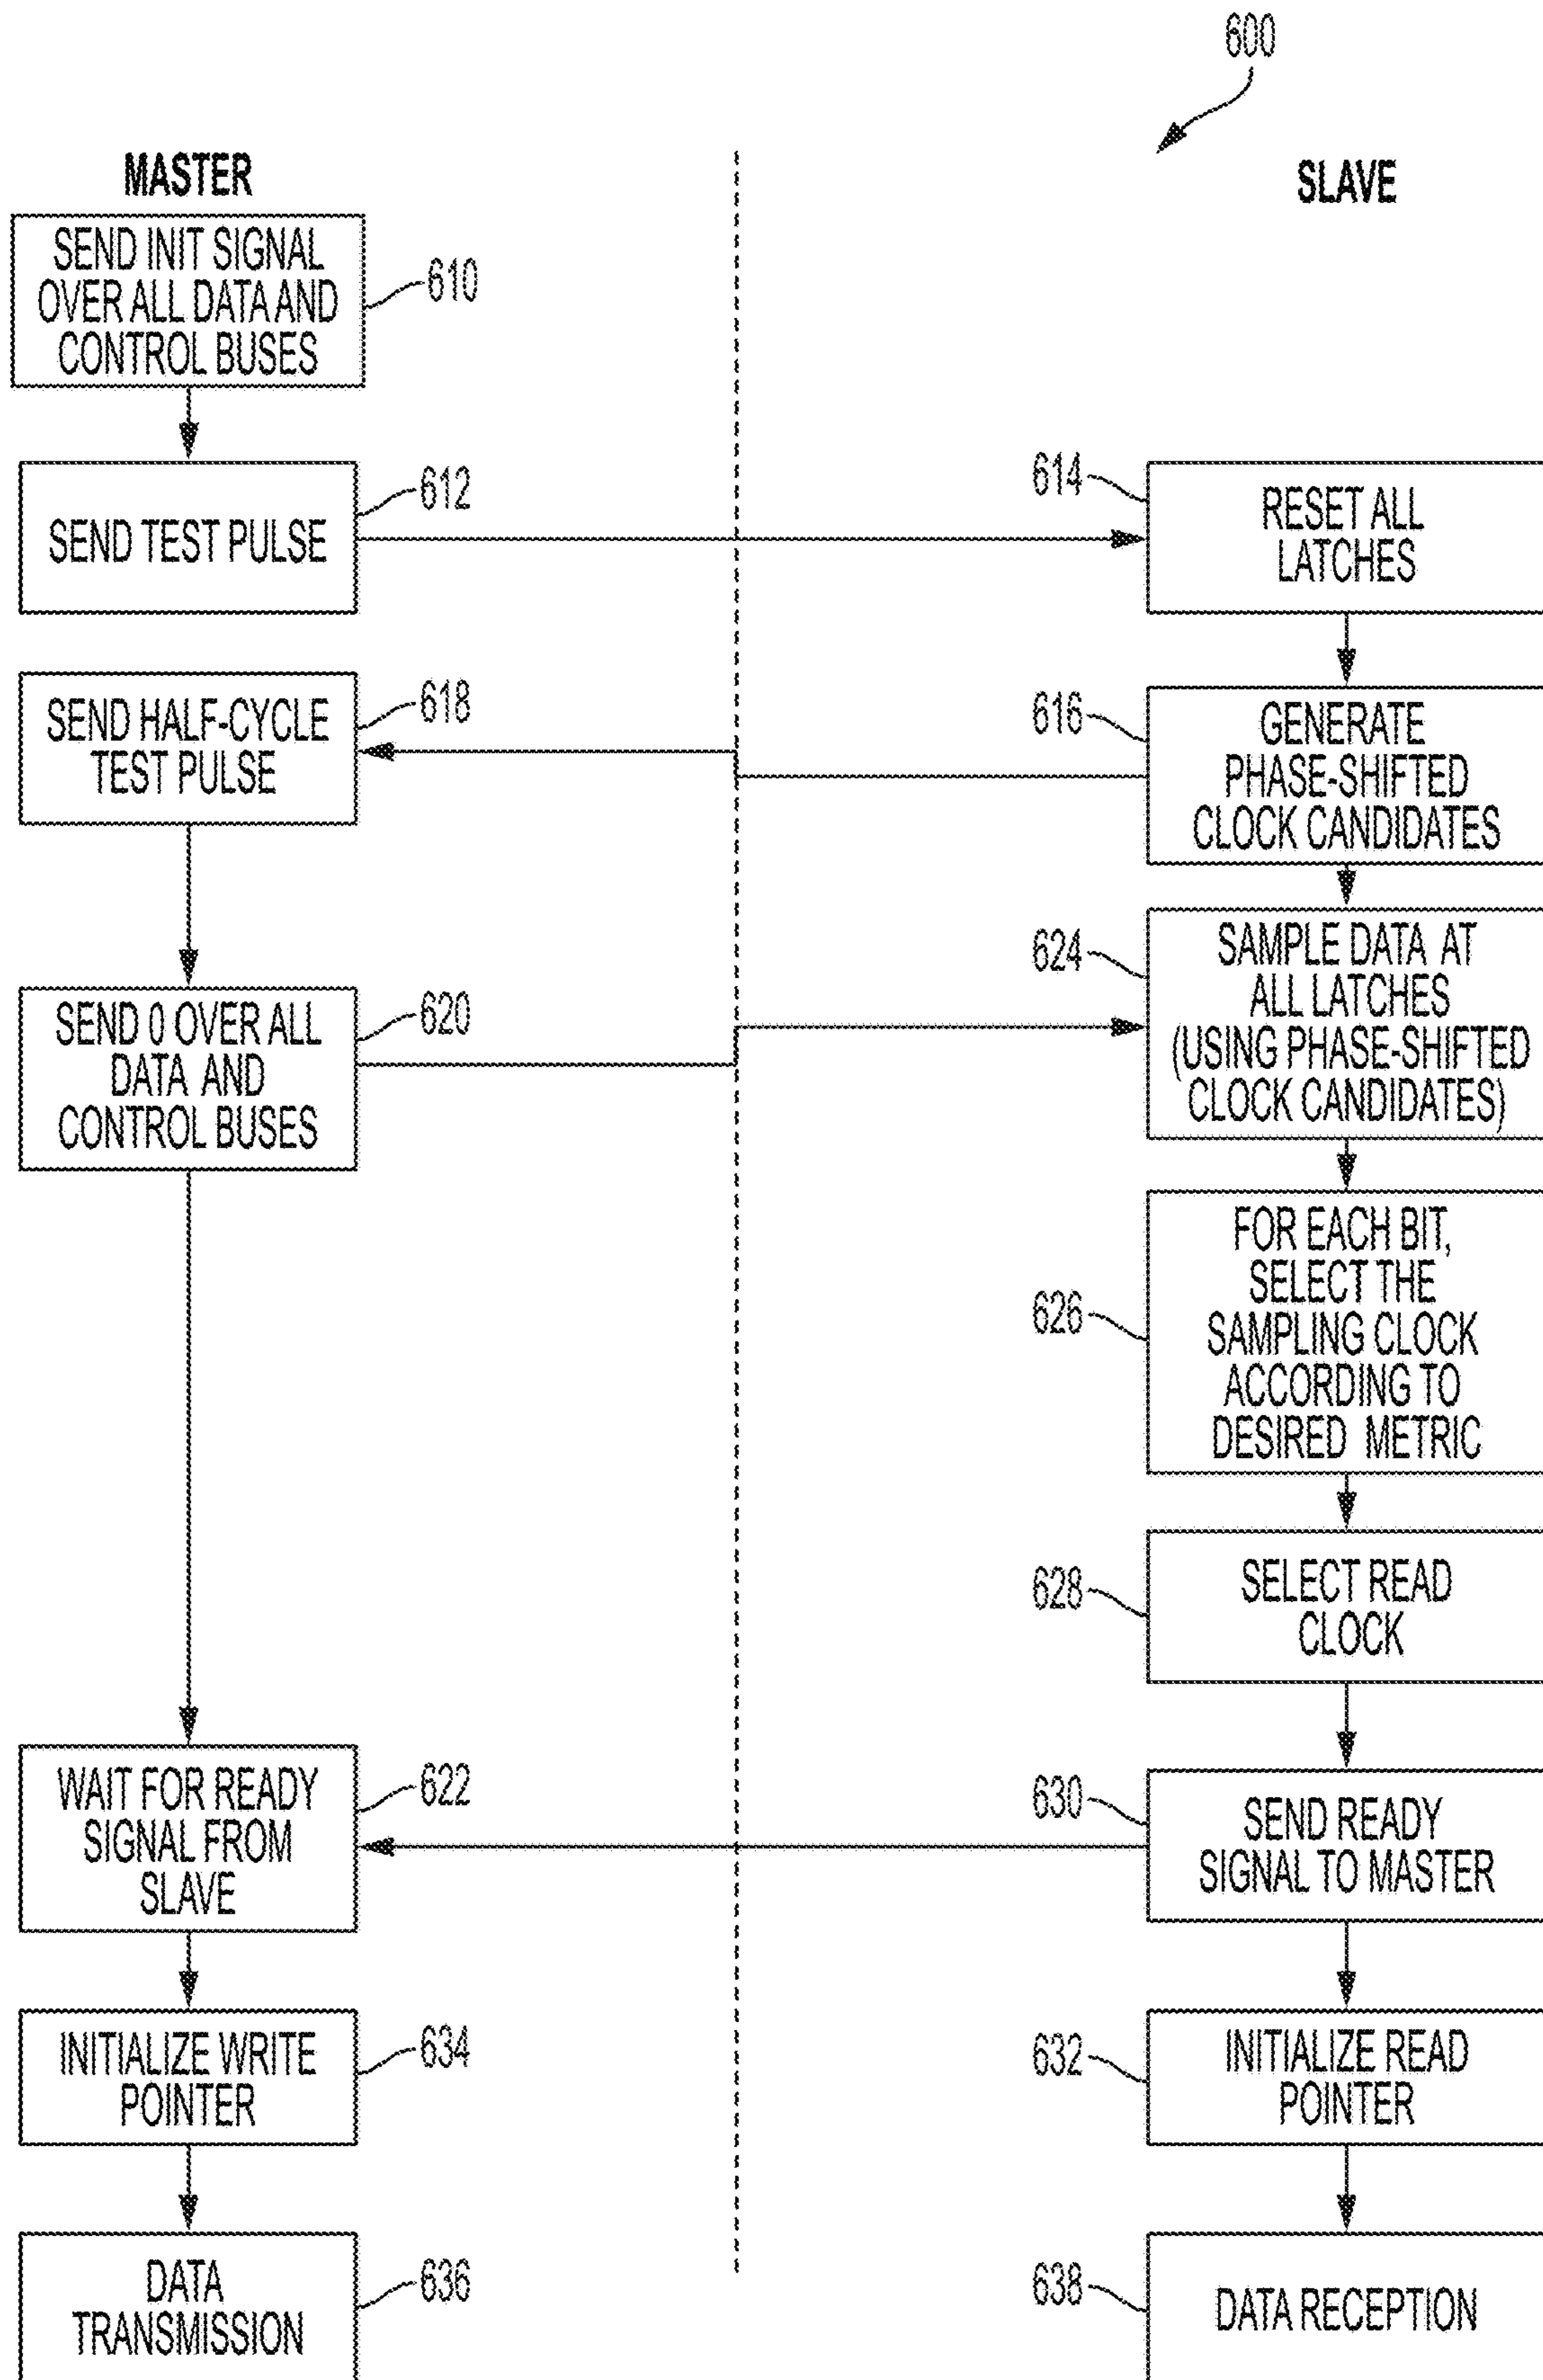 600
MASTER
SLAVE
SEND INIT SIGNAL
OVER ALL DATA AND
CONTROL BUSES
610
SEND TEST PULSE
612
614
RESET ALL
LATCHES
SEND HALF-CYCLE
TEST PULSE
618
616
GENERATE
PHASE-SHIFTED
CLOCK CANDIDATES
SEND 0 OVER ALL
DATA AND
CONTROL BUSES
620
624
SAMPLE DATA AT
ALL LATCHES
(USING PHASE-SHIFTED
CLOCK CANDIDATES)
626
FOR EACH BIT,
SELECT THE
SAMPLING CLOCK
ACCORDING TO
DESIRED METRIC
628
SELECT READ
CLOCK
WAIT FOR READY
SIGNAL FROM
SLAVE
622
630
SEND READY
SIGNAL TO MASTER
INITIALIZE WRITE
POINTER
634
632
INITIALIZE READ
POINTER
DATA
TRANSMISSION
636
638
DATA RECEPTION